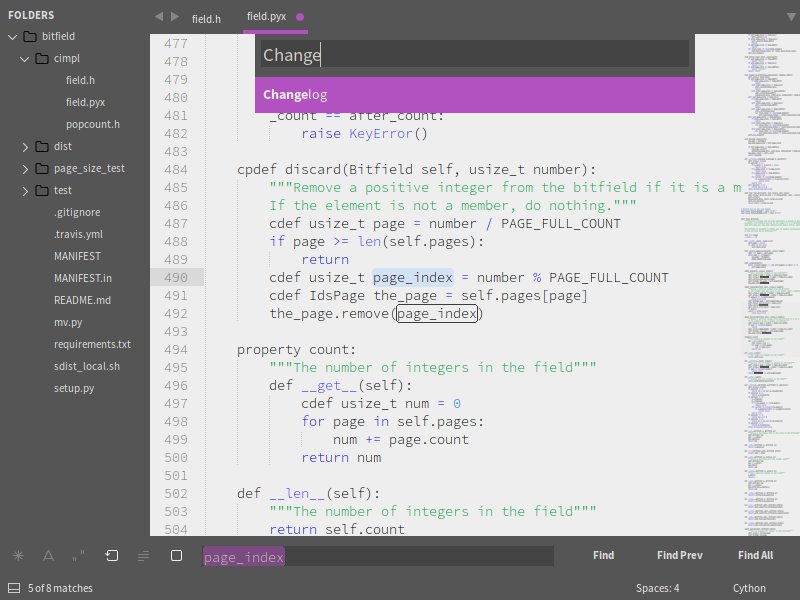 FOLDERS
bitfield
cimpl
field.h
field.pyx
popcount.h
dist
page_size_test
test
.gitignore
.travis.yml
MANIFEST
MANIFEST.in
README.md
mv.py
requirements.txt
sdist_local.sh
setup.py
field.h
field.pyx
Change
Changelog
477
478
479
480
481 _count == after_count:
482 raise KeyError()
483
484 cpdef discard(Bitfield self, usize_t number):
485 """Remove a positive integer from the bitfield if it is a m
486 If the element is not a member, do nothing."""
487 cdef usize_t page = number / PAGE_FULL_COUNT
488 if page >= len(self.pages):
489 return
490 cdef usize_t page_index = number % PAGE_FULL_COUNT
491 cdef IdsPage the_page = self.pages[page]
492 the_page.remove(page_index)
493
494 property count:
495 """The number of integers in the field"""
496 def __get__(self):
497 cdef usize_t num = 0
498 for page in self.pages:
499 num += page.count
500 return num
501
502 def __len__(self):
503 """The number of integers in the field"""
504 return self.count
page_index
Find
Find Prev
Find All
5 of 8 matches
Spaces: 4
Cython